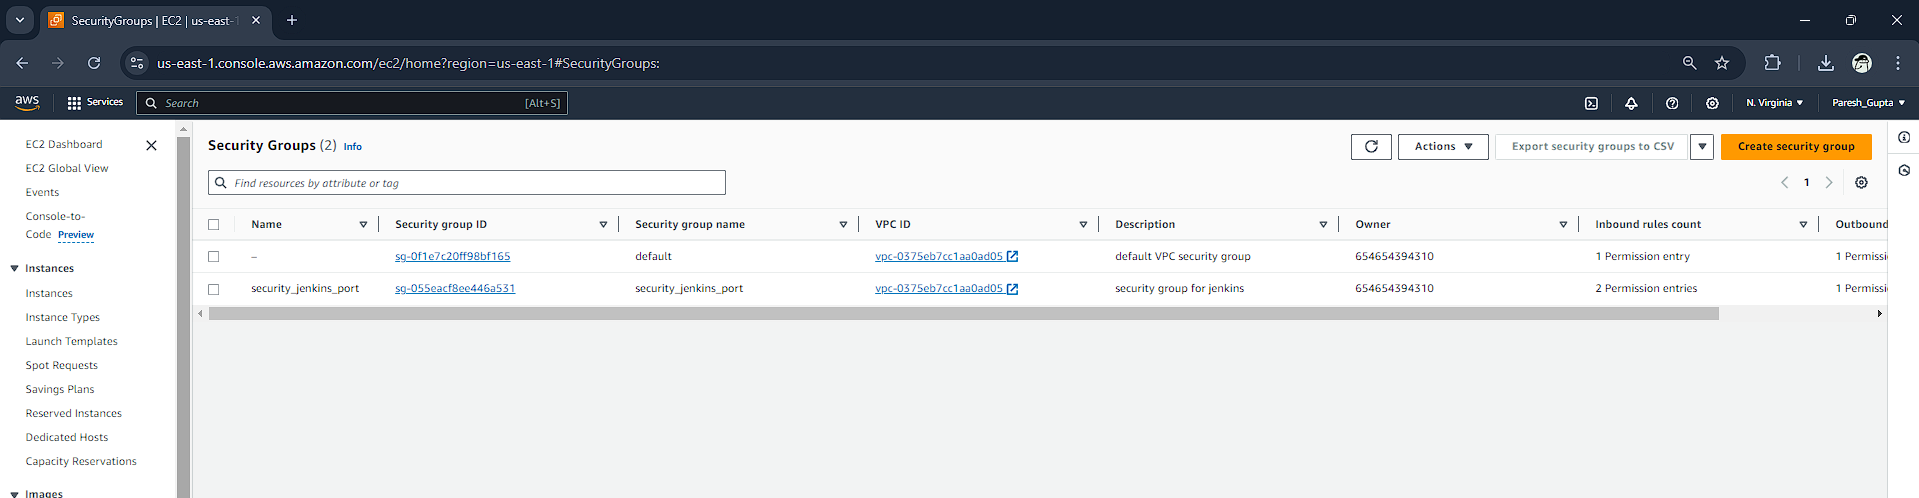 SecurityGroups | EC2 | us-east-1
us-east-1.console.aws.amazon.com/ec2/home?region=us-east-1#SecurityGroups:
aws Services Search [Alt+S] N. Virginia Paresh_Gupta
EC2 Dashboard
EC2 Global View
Events
Console-to-
Code Preview
Instances
Instances
Instance Types
Launch Templates
Spot Requests
Savings Plans
Reserved Instances
Dedicated Hosts
Capacity Reservations
Images
Security Groups (2) Info
Actions Export security groups to CSV Create security group
Find resources by attribute or tag
1
Name Security group ID Security group name VPC ID Description Owner Inbound rules count Outbound
– sg-0f1e7c20ff98bf165 default vpc-0375eb7cc1aa0ad05 default VPC security group 654654394310 1 Permission entry 1 Permissi
security_jenkins_port sg-055eacf8ee446a531 security_jenkins_port vpc-0375eb7cc1aa0ad05 security group for jenkins 654654394310 2 Permission entries 1 Permissi